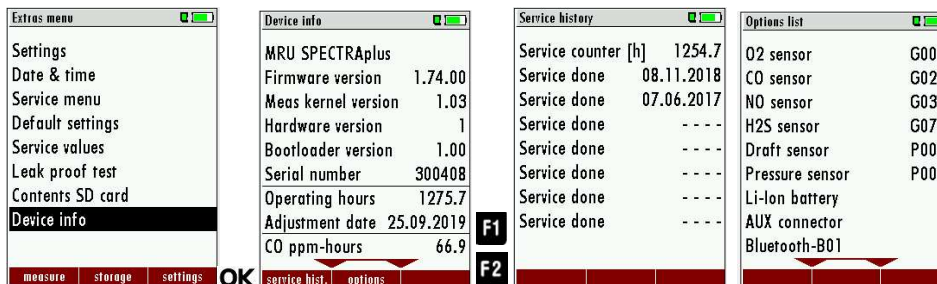 Extras menu
Settings
Date & time
Service menu
Default settings
Service values
Leak proof test
Contents SD card
Device info
measure storage settings
OK
Device info
MRU SPECTRAplus
Firmware version 1.74.00
Meas kernel version 1.03
Hardware version 1
Bootloader version 1.00
Serial number 300408
Operating hours 1275.7
Adjustment date 25.09.2019
CO ppm-hours 66.9
service hist. options
F1
F2
Service history
Service counter [h] 1254.7
Service done 08.11.2018
Service done 07.06.2017
Service done - - - -
Service done - - - -
Service done - - - -
Service done - - - -
Service done - - - -
Options list
O2 sensor G00
CO sensor G02
NO sensor G03
H2S sensor G07
Draft sensor P00
Pressure sensor P00
Li-Ion battery
AUX connector
Bluetooth-B01